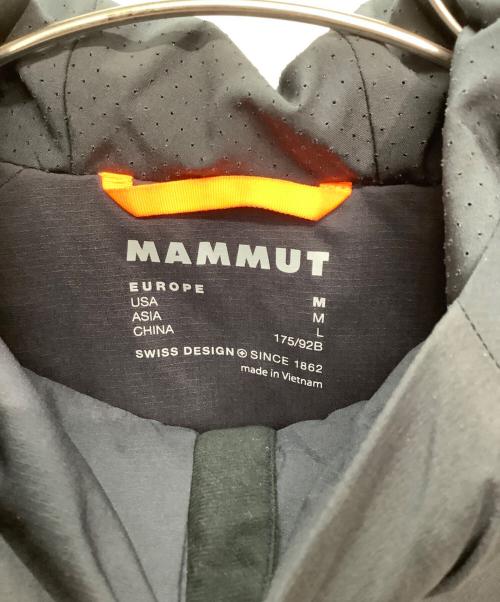 MAMMUT
EUROPE M
USA M
ASIA L
CHINA 175/92B
SWISS DESIGN SINCE 1862
made in Vietnam